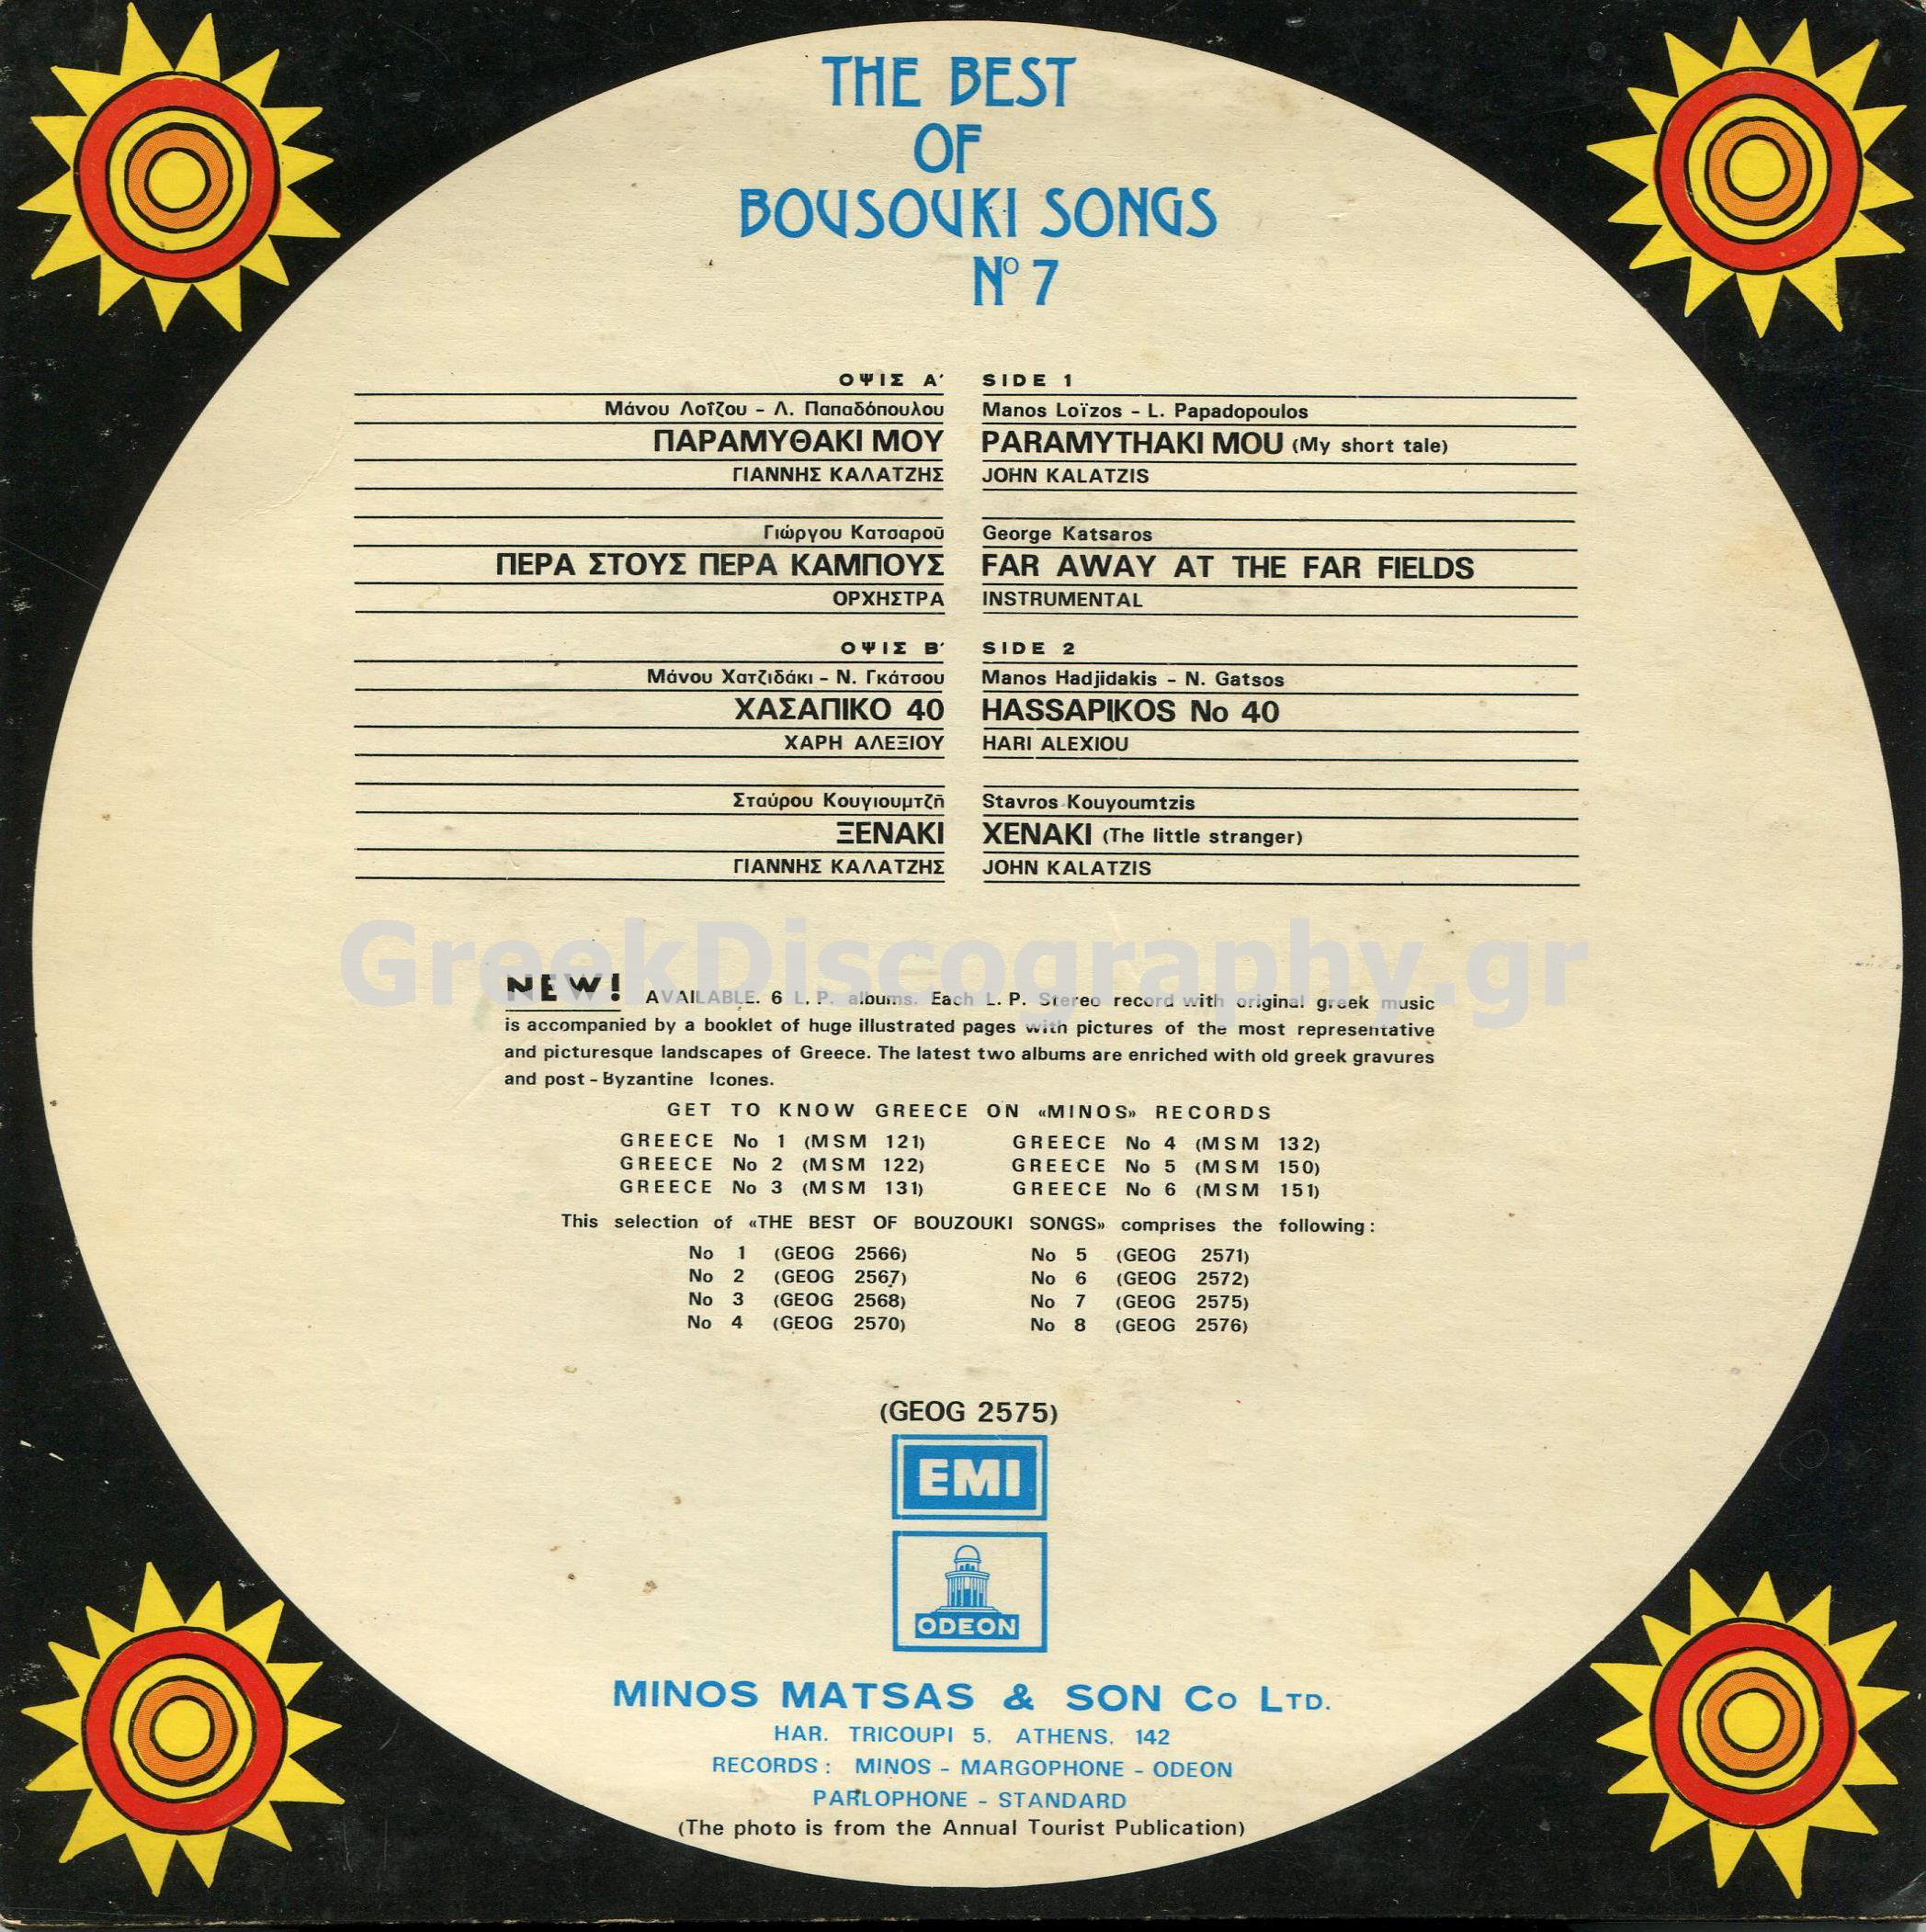 THE BEST
OF
BOUSOUKI SONGS
Nº 7
ΟΨΙΣ Α' SIDE 1
Μάνου Λοΐζου - Λ. Παπαδόπουλου Manos Loïzos - L. Papadopoulos
ΠΑΡΑΜΥΘΑΚΙ ΜΟΥ PARAMYTHAKI MOU (My short tale)
ΓΙΑΝΝΗΣ ΚΑΛΑΤΖΗΣ JOHN KALATZIS
Γιώργου Κατσαροῦ George Katsaros
ΠΕΡΑ ΣΤΟΥΣ ΠΕΡΑ ΚΑΜΠΟΥΣ FAR AWAY AT THE FAR FIELDS
ΟΡΧΗΣΤΡΑ INSTRUMENTAL
ΟΨΙΣ Β' SIDE 2
Μάνου Χατζιδάκι - Ν. Γκάτσου Manos Hadjidakis - N. Gatsos
ΧΑΣΑΠΙΚΟ 40 HASSAPIKOS No 40
ΧΑΡΗ ΑΛΕΞΙΟΥ HARI ALEXIOU
Σταύρου Κουγιουμτζῆ Stavros Kouyoumtzis
ΞΕΝΑΚΙ XENAKI (The little stranger)
ΓΙΑΝΝΗΣ ΚΑΛΑΤΖΗΣ JOHN KALATZIS
GreekDiscography.gr
NEW! AVAILABLE. 6 L. P. albums. Each L. P. Stereo record with original greek music
is accompanied by a booklet of huge illustrated pages with pictures of the most representative
and picturesque landscapes of Greece. The latest two albums are enriched with old greek gravures
and post - Byzantine Icones.
GET TO KNOW GREECE ON «MINOS» RECORDS
GREECE No 1 (MSM 121) GREECE No 4 (MSM 132)
GREECE No 2 (MSM 122) GREECE No 5 (MSM 150)
GREECE No 3 (MSM 131) GREECE No 6 (MSM 151)
This selection of «THE BEST OF BOUZOUKI SONGS» comprises the following :
No 1 (GEOG 2566) No 5 (GEOG 2571)
No 2 (GEOG 2567) No 6 (GEOG 2572)
No 3 (GEOG 2568) No 7 (GEOG 2575)
No 4 (GEOG 2570) No 8 (GEOG 2576)
(GEOG 2575)
EMI
ODEON
MINOS MATSAS & SON Co LTD.
HAR. TRICOUPI 5, ATHENS. 142
RECORDS : MINOS - MARGOPHONE - ODEON
PARLOPHONE - STANDARD
(The photo is from the Annual Tourist Publication)